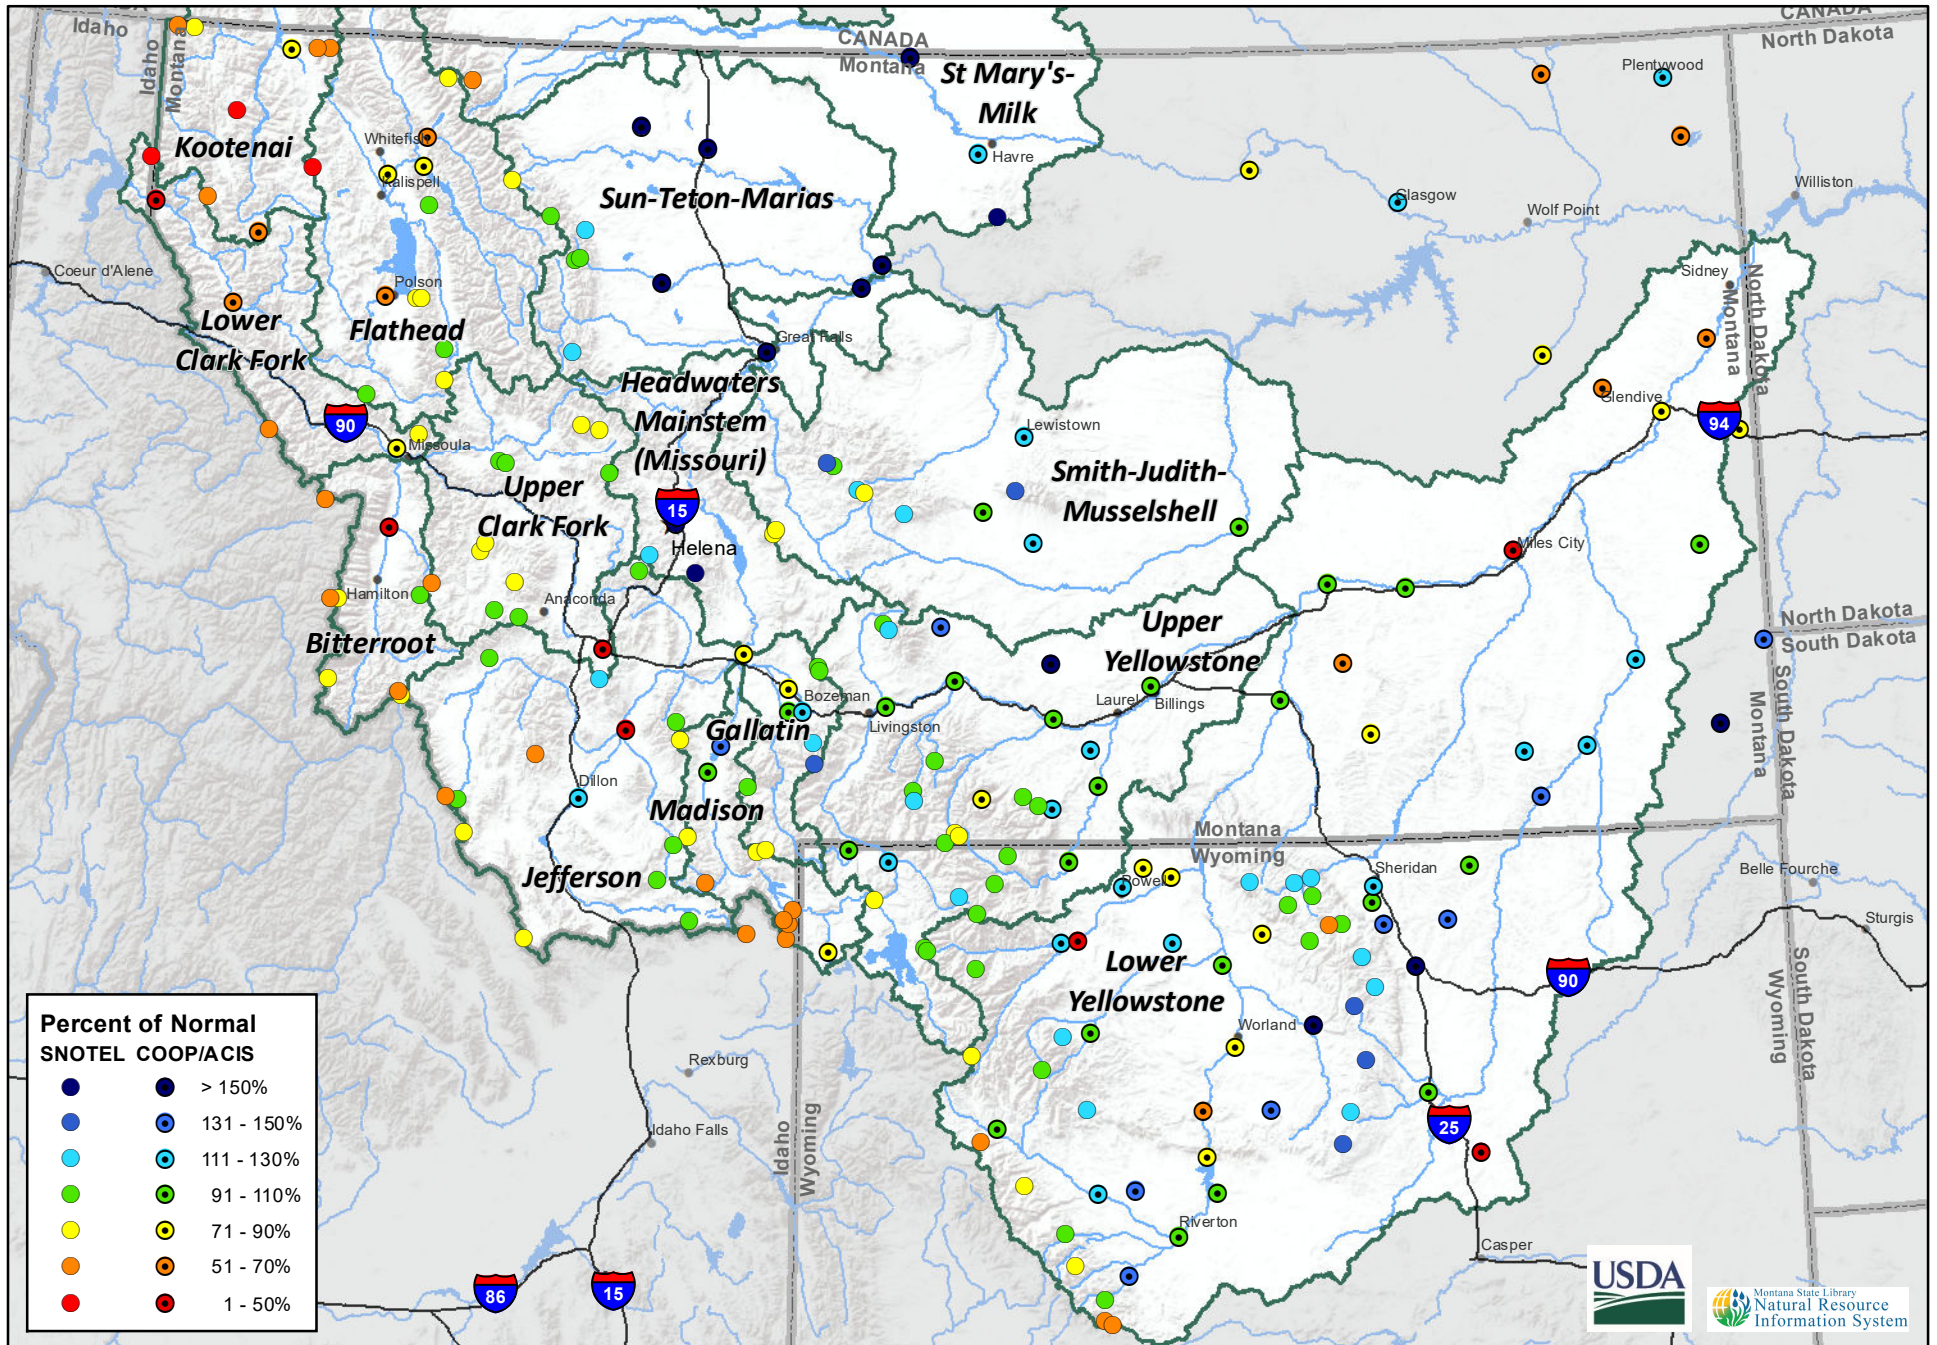 CANADA
Idaho
Idaho
Montana
CANADA
Montana
CANADA
North Dakota
St Mary's-
Milk
Plentywood
Kootenai
Whitefish
Havre
Kalispell
Sun-Teton-Marias
Glasgow
Wolf Point
Williston
Coeur d'Alene
Polson
Sidney
North Dakota
Montana
Lower
Clark Fork
Flathead
Great Falls
Headwaters
Mainstem
(Missouri)
Glendive
90
94
Missoula
Lewistown
Smith-Judith-
Musselshell
Upper
Clark Fork
15
Helena
Miles City
Hamilton
Anaconda
Bitterroot
Upper
Yellowstone
North Dakota
South Dakota
South Dakota
Montana
Bozeman
Livingston
Laurel
Billings
Gallatin
Dillon
Madison
Montana
Wyoming
Jefferson
Powell
Sheridan
Belle Fourche
Sturgis
Lower
Yellowstone
90
South Dakota
Wyoming
Worland
Rexburg
Idaho Falls
Idaho
Wyoming
25
Riverton
Casper
86
15
Percent of Normal
SNOTEL COOP/ACIS
> 150%
131 - 150%
111 - 130%
91 - 110%
71 - 90%
51 - 70%
1 - 50%
USDA
Montana State Library
Natural Resource
Information System